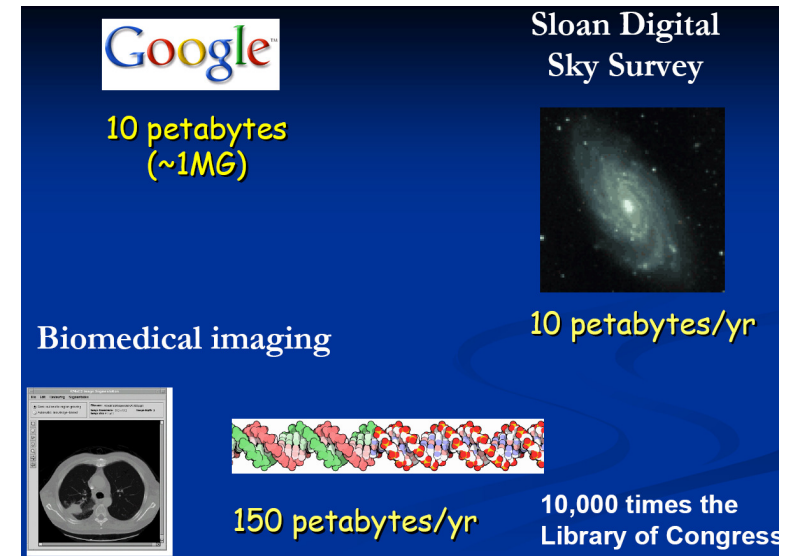 Google™
10 petabytes
(~1MG)
Sloan Digital
Sky Survey
10 petabytes/yr
Biomedical imaging
150 petabytes/yr
10,000 times the
Library of Congress